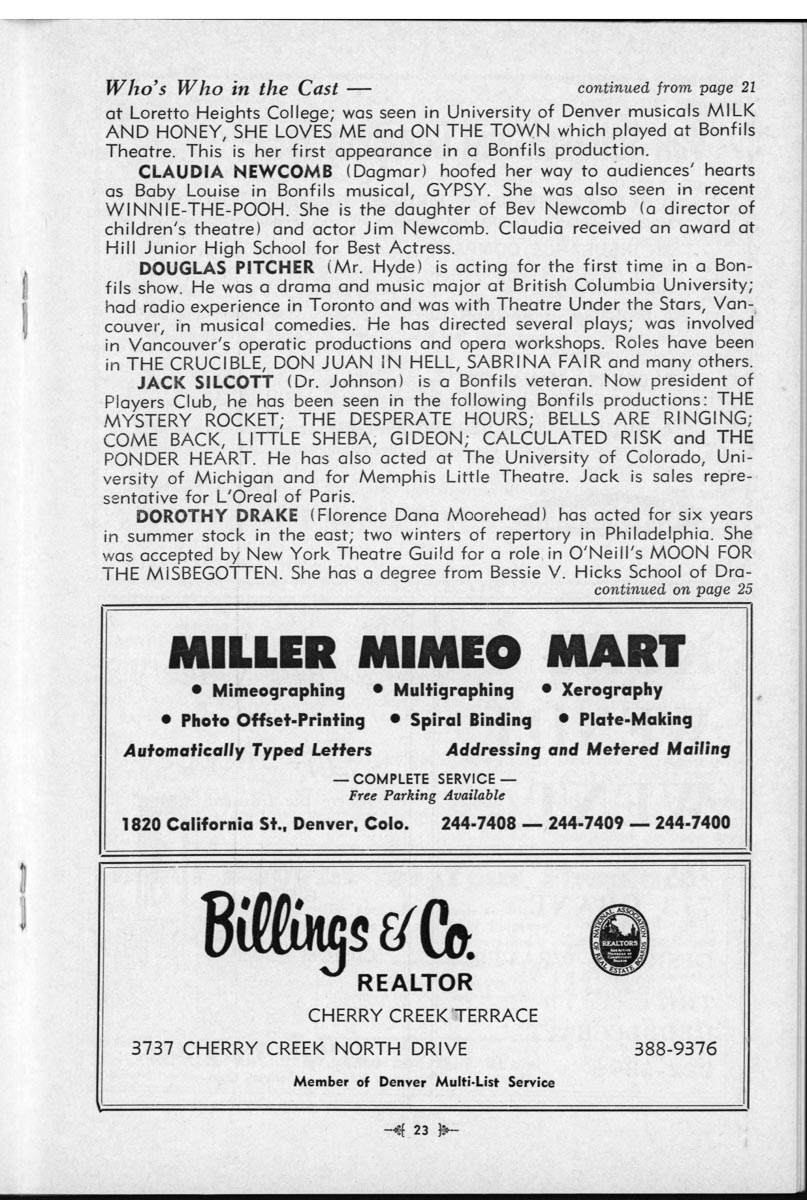 Who's Who in the Cast — continued from page 21
at Loretto Heights College; was seen in University of Denver musicals MILK
AND HONEY, SHE LOVES ME and ON THE TOWN which played at Bonfils
Theatre. This is her first appearance in a Bonfils production.
CLAUDIA NEWCOMB (Dagmar) hoofed her way to audiences' hearts
as Baby Louise in Bonfils musical, GYPSY. She was also seen in recent
WINNIE-THE-POOH. She is the daughter of Bev Newcomb (a director of
children's theatre) and actor Jim Newcomb. Claudia received an award at
Hill Junior High School for Best Actress.
DOUGLAS PITCHER (Mr. Hyde) is acting for the first time in a Bon-
fils show. He was a drama and music major at British Columbia University;
had radio experience in Toronto and was with Theatre Under the Stars, Van-
couver, in musical comedies. He has directed several plays; was involved
in Vancouver's operatic productions and opera workshops. Roles have been
in THE CRUCIBLE, DON JUAN IN HELL, SABRINA FAIR and many others.
JACK SILCOTT (Dr. Johnson) is a Bonfils veteran. Now president of
Players Club, he has been seen in the following Bonfils productions: THE
MYSTERY ROCKET; THE DESPERATE HOURS; BELLS ARE RINGING;
COME BACK, LITTLE SHEBA; GIDEON; CALCULATED RISK and THE
PONDER HEART. He has also acted at The University of Colorado, Uni-
versity of Michigan and for Memphis Little Theatre. Jack is sales repre-
sentative for L'Oreal of Paris.
DOROTHY DRAKE (Florence Dana Moorehead) has acted for six years
in summer stock in the east; two winters of repertory in Philadelphia. She
was accepted by New York Theatre Guild for a role in O'Neill's MOON FOR
THE MISBEGOTTEN. She has a degree from Bessie V. Hicks School of Dra-
continued on page 25
MILLER MIMEO MART
• Mimeographing • Multigraphing • Xerography
• Photo Offset-Printing • Spiral Binding • Plate-Making
Automatically Typed Letters Addressing and Metered Mailing
— COMPLETE SERVICE —
Free Parking Available
1820 California St., Denver, Colo. 244-7408 — 244-7409 — 244-7400
Billings & Co.
REALTOR
NATIONAL ASSOCIATION
OF REAL ESTATE BOARDS
REALTORS
CHERRY CREEK TERRACE
3737 CHERRY CREEK NORTH DRIVE 388-9376
Member of Denver Multi-List Service
23